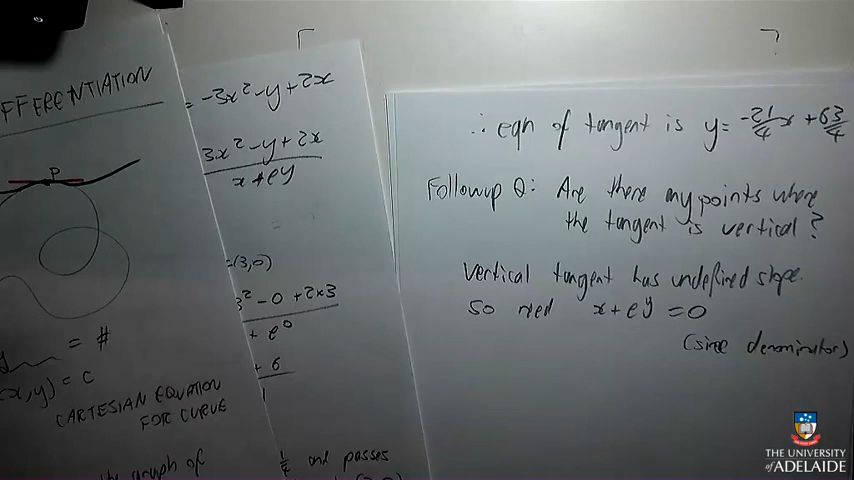 FFERENTIATION
P
= #
(x,y) = C
CARTESIAN EQUATION
FOR CURVE
the graph of
= -3x² - y + 2x
3x² - y + 2x
x + e^y
=
=(3,0)
3² - 0 + 2×3
+ e⁰
+ 6
1
1/4 and passes
∴ eqn of tangent is y = -21/4 x + 63/4
Followup Q: Are there any points where
the tangent is vertical?
Vertical tangent has undefined slope.
so need x + e^y = 0
(since denominator)
THE UNIVERSITY
of ADELAIDE